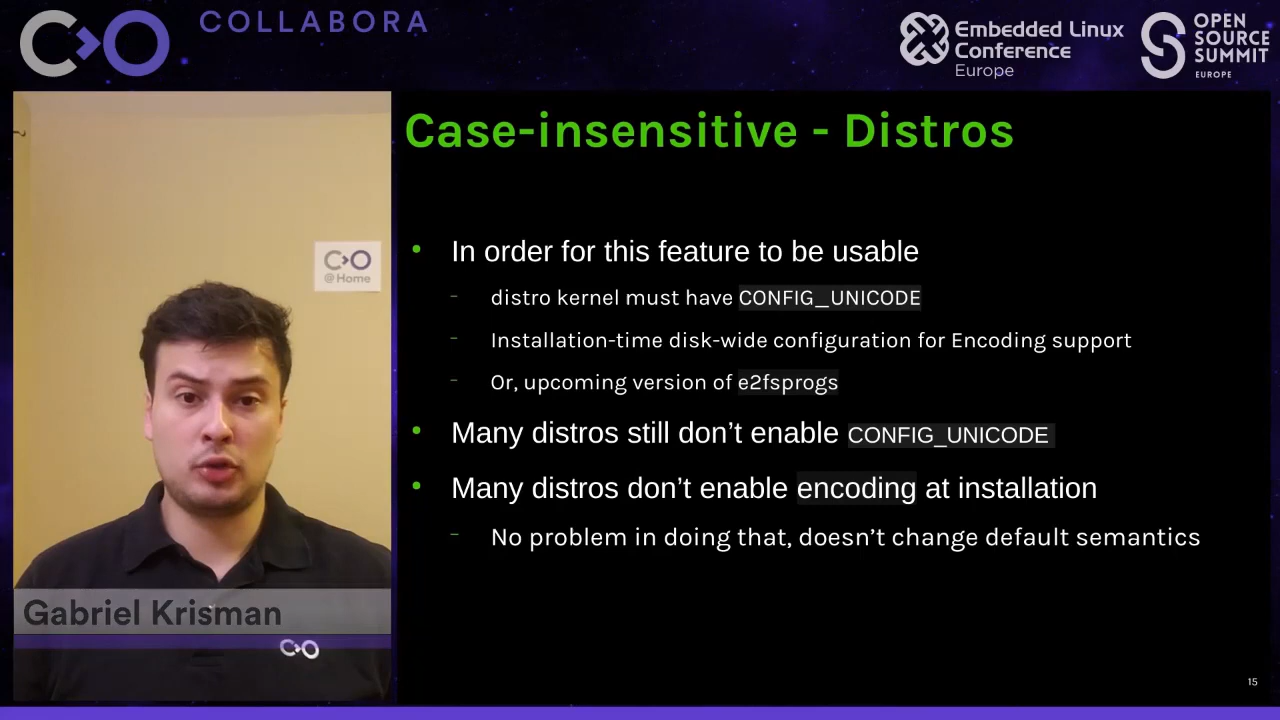 COLLABORA
Embedded Linux
Conference
Europe
OPEN
SOURCE
SUMMIT
EUROPE
@Home
Gabriel Krisman
Case-insensitive - Distros
• In order for this feature to be usable
- distro kernel must have CONFIG_UNICODE
- Installation-time disk-wide configuration for Encoding support
- Or, upcoming version of e2fsprogs
• Many distros still don't enable CONFIG_UNICODE
• Many distros don't enable encoding at installation
- No problem in doing that, doesn't change default semantics
15